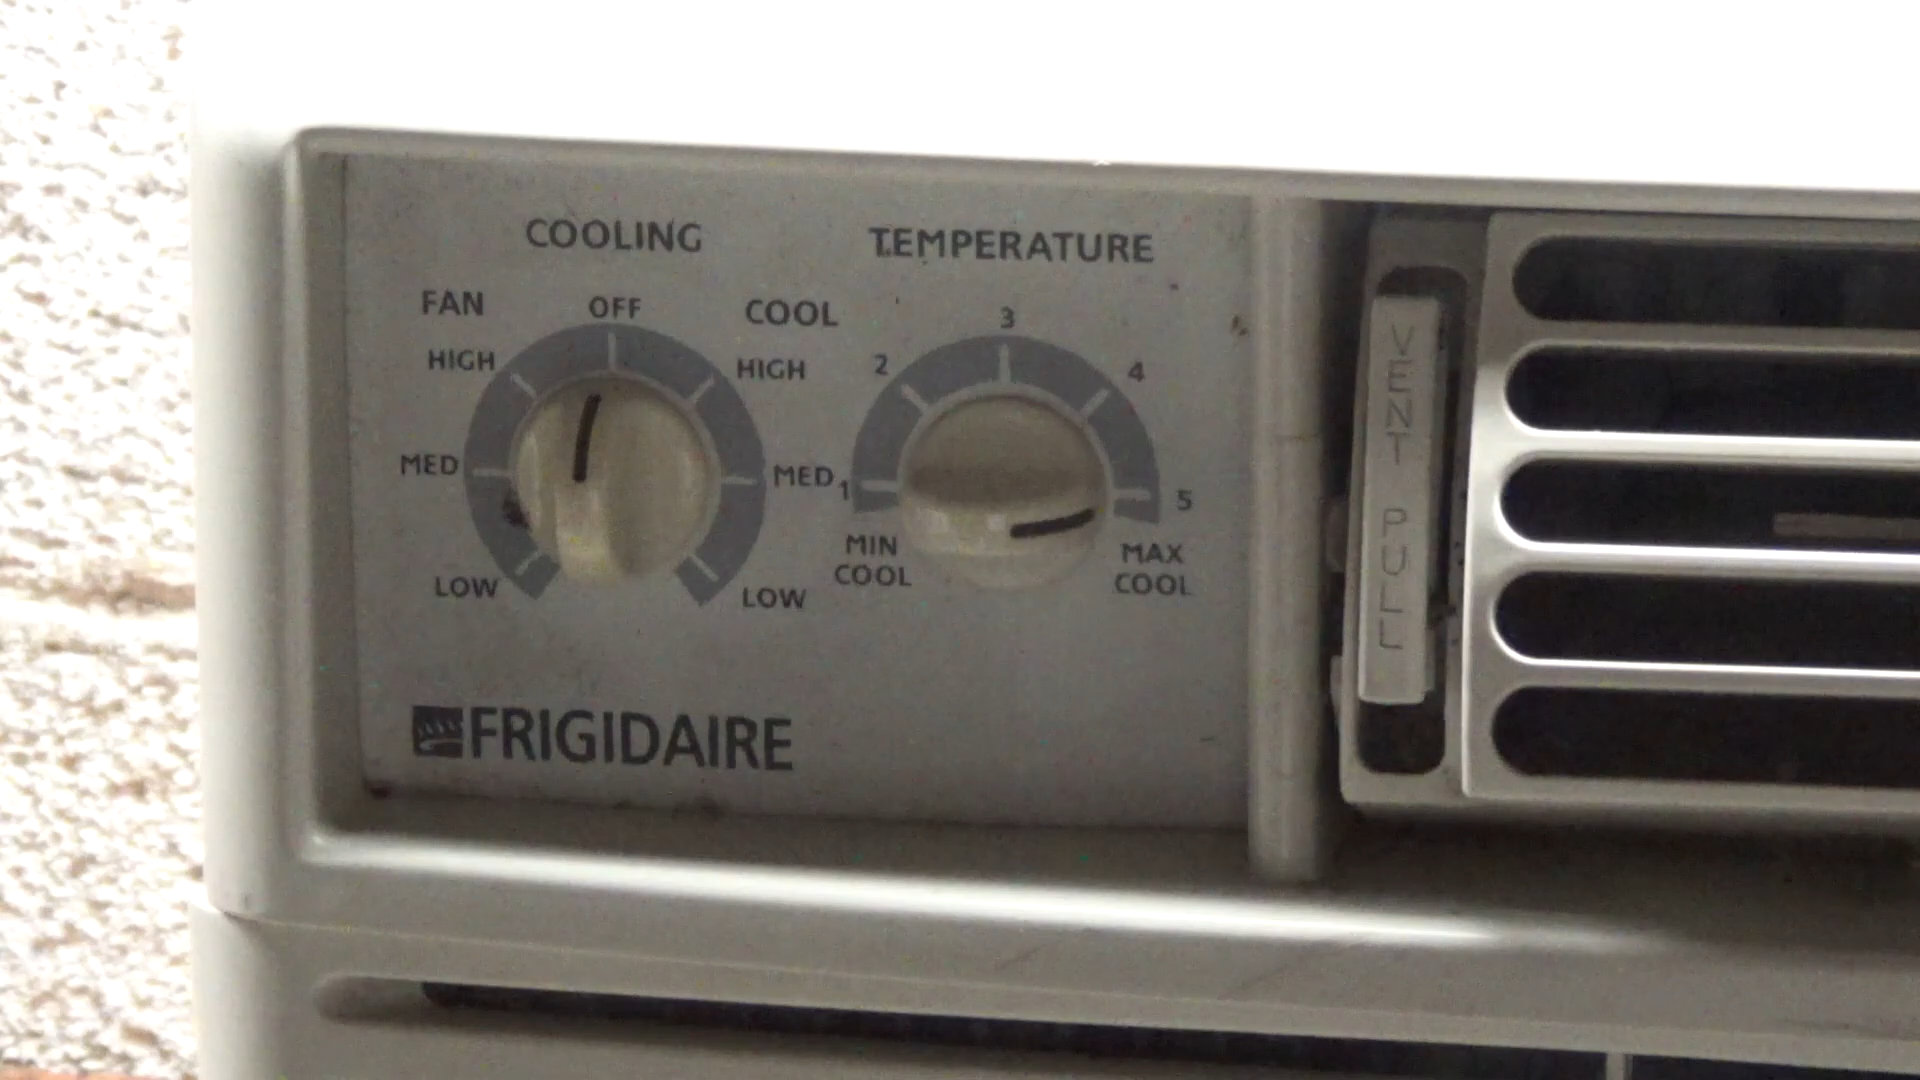 COOLING
FAN
OFF
COOL
HIGH
HIGH
MED
MED
LOW
LOW
TEMPERATURE
1
2
3
4
5
MIN
COOL
MAX
COOL
FRIGIDAIRE
VENT PULL